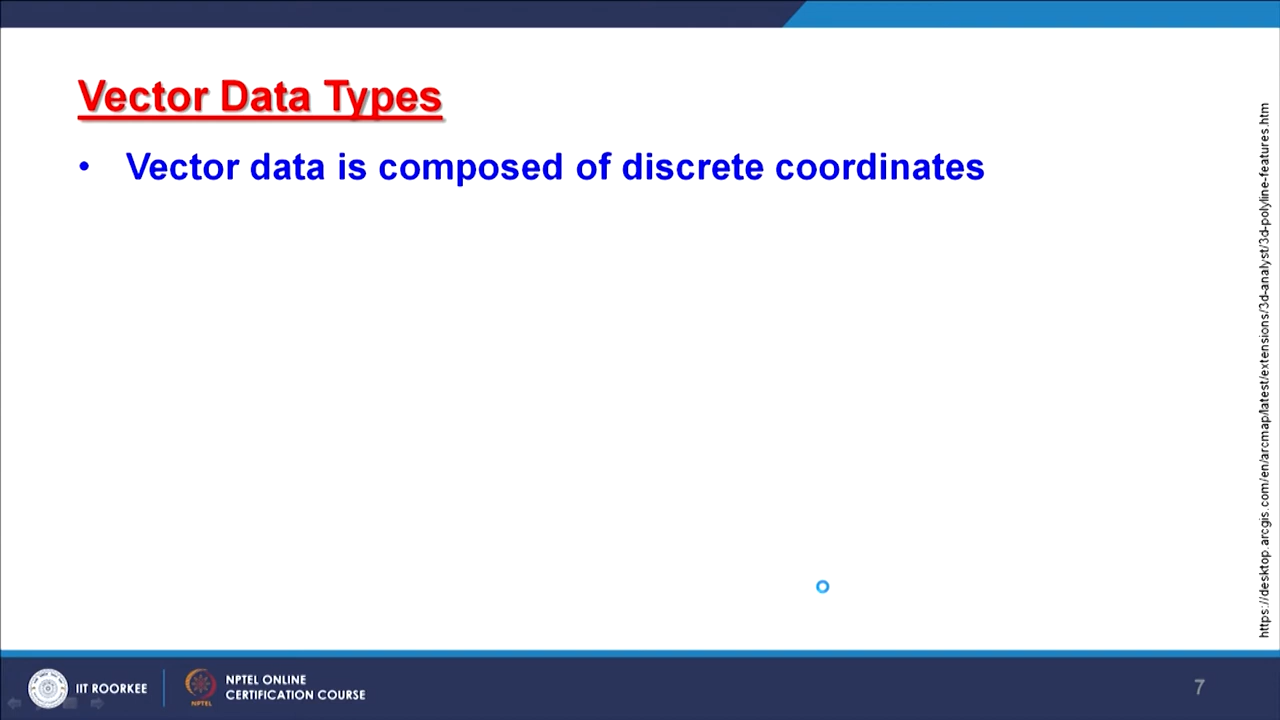 Vector Data Types
• Vector data is composed of discrete coordinates
https://desktop.arcgis.com/en/arcmap/latest/extensions/3d-analyst/3d-polyline-features.htm
IIT ROORKEE
NPTEL
NPTEL ONLINE
CERTIFICATION COURSE
7